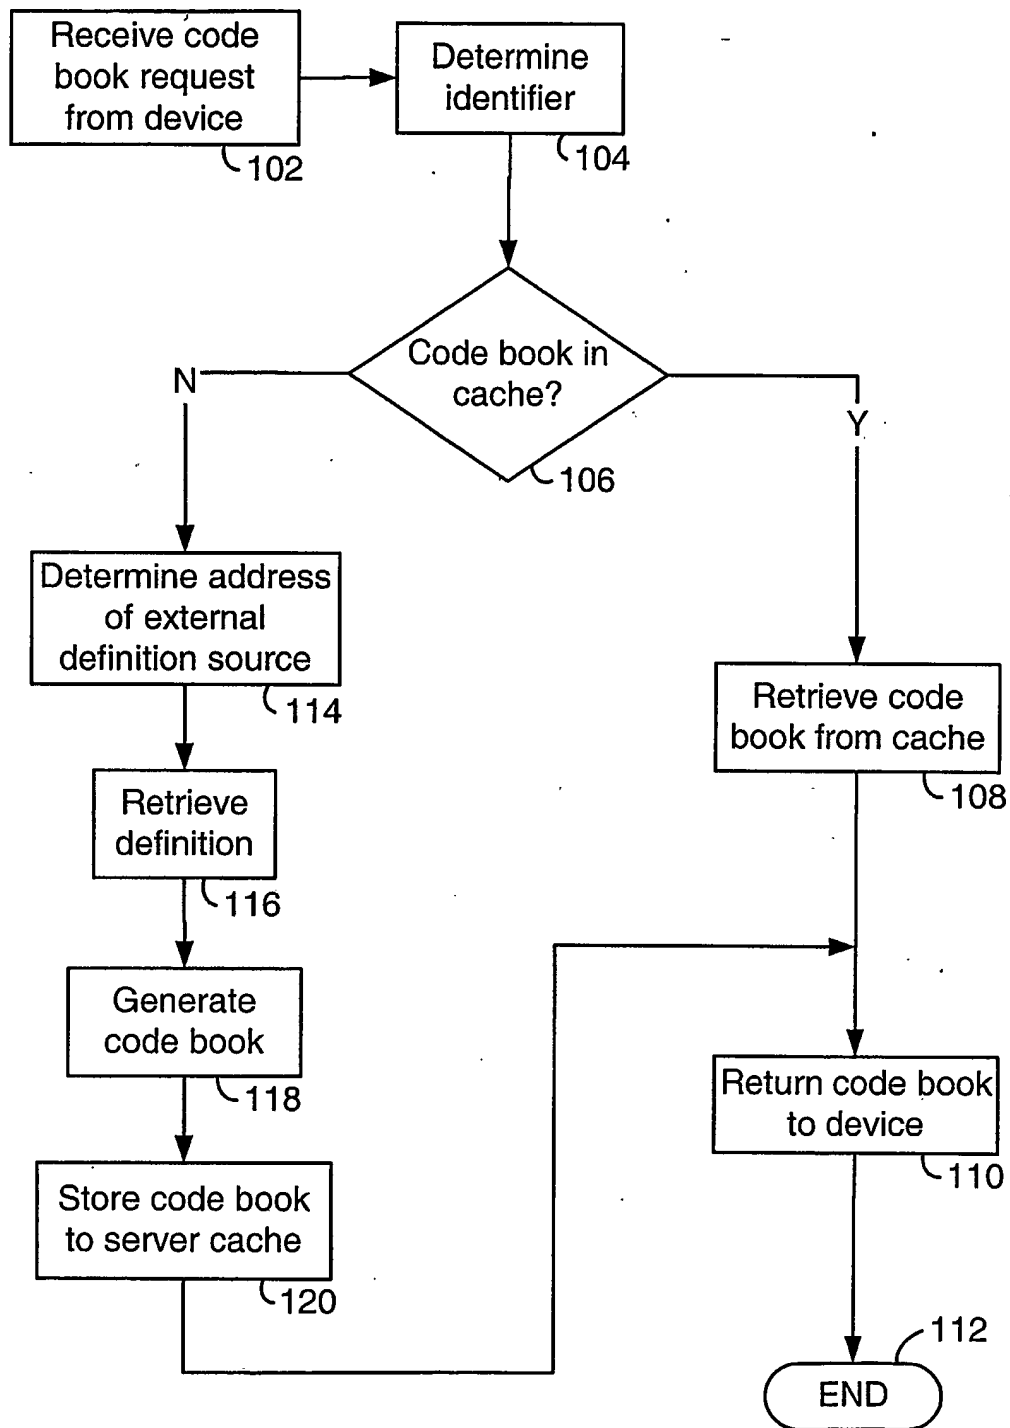 Receive code
book request
from device
102
Determine
identifier
104
Code book in
cache?
106
N
Y
Determine address
of external
definition source
114
Retrieve code
book from cache
108
Retrieve
definition
116
Generate
code book
118
Return code book
to device
110
Store code book
to server cache
120
112
END